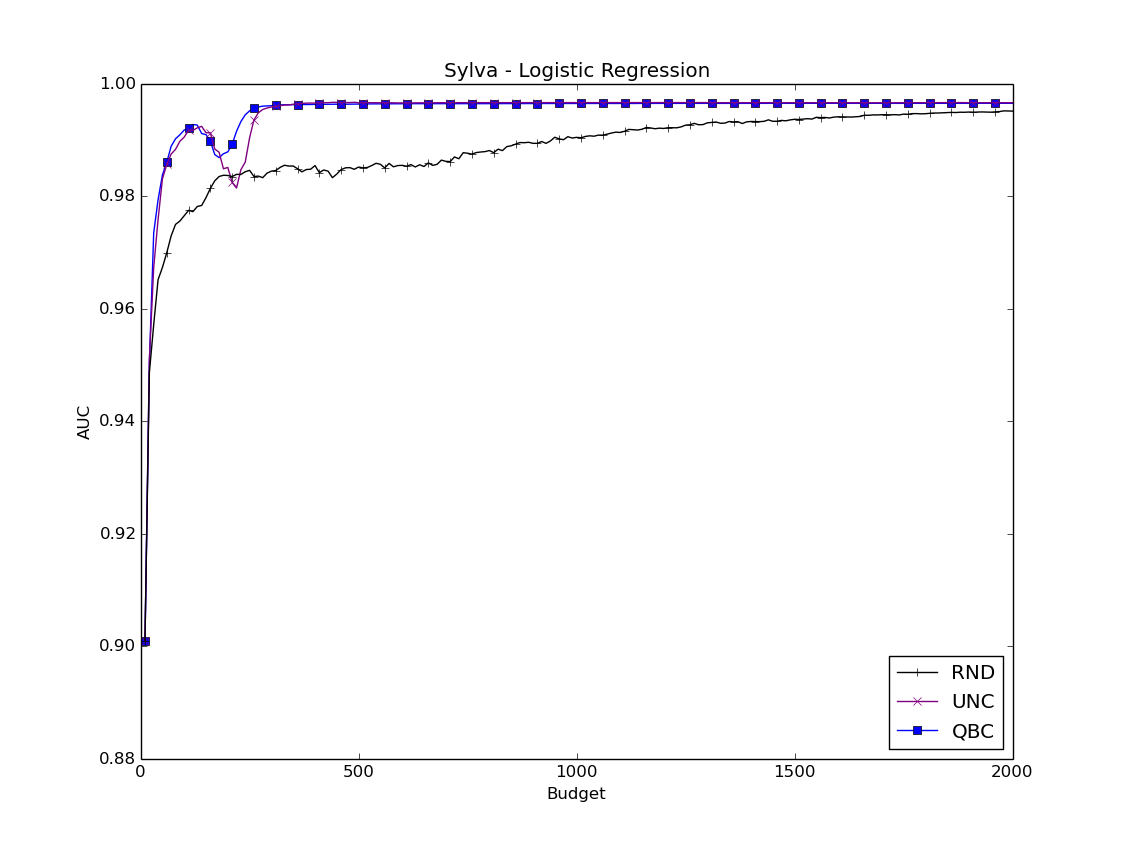 Sylva - Logistic Regression
1.00
0.98
0.96
0.94
0.92
0.90
0.88
AUC
0 500 1000 1500 2000
Budget
RND
UNC
QBC